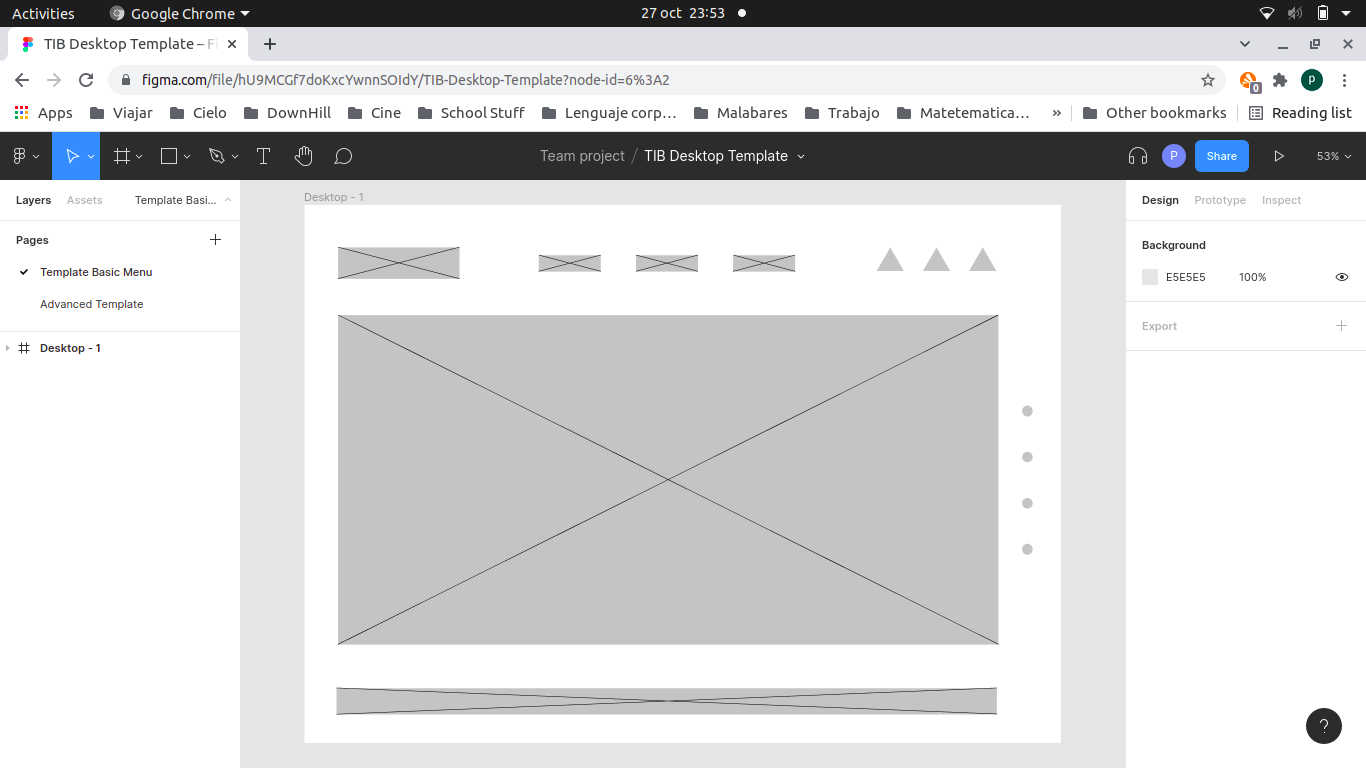 Activities Google Chrome 27 oct 23:53
TIB Desktop Template – Fi
figma.com/file/hU9MCGf7doKxcYwnnSOIdY/TIB-Desktop-Template?node-id=6%3A2 0 p
Apps Viajar Cielo DownHill Cine School Stuff Lenguaje corp… Malabares Trabajo Matetematica… » Other bookmarks Reading list
T Team project / TIB Desktop Template P Share 53%
Layers Assets Template Basi... Desktop - 1 Design Prototype Inspect
Pages Background
Template Basic Menu E5E5E5 100%
Advanced Template
Export
Desktop - 1
?